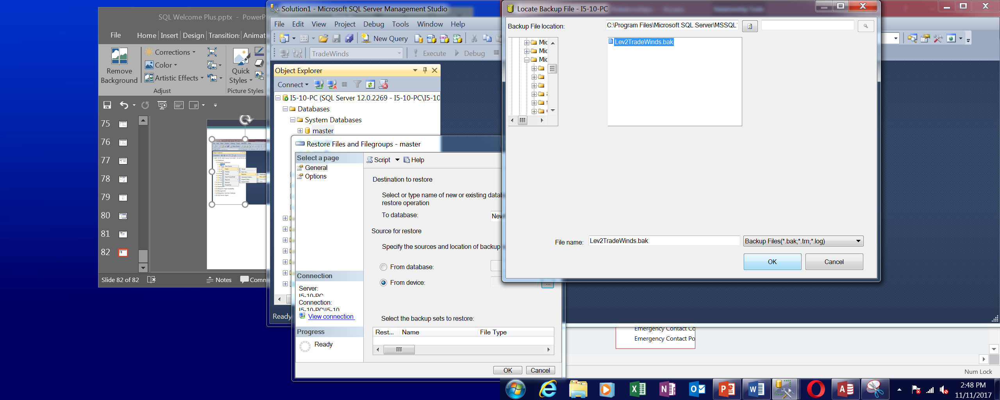 SQL Welcome Plus.pptx - PowerP
File
Home
Insert
Design
Transition
Animat
Remove Background
Corrections
Color
Artistic Effects
Adjust
Quick Styles
Picture Styles
75
76
77
78
79
80
81
82
Slide 82 of 82
Notes
Comm
Solution1 - Microsoft SQL Server Management Studio
File Edit View Project Debug Tools Window Help
New Query
TradeWinds
Execute
Debug
Object Explorer
Connect
I5-10-PC (SQL Server 12.0.2269 - I5-10-PC\I5-10
Databases
System Databases
master
Ready
Restore Files and Filegroups - master
Select a page
General
Options
Script
Help
Destination to restore
Select or type name of new or existing datal
restore operation
To database:
New
Source for restore
Specify the sources and location of backup
From database:
From device:
...
Select the backup sets to restore:
Rest... Name File Type
Connection
Server:
I5-10-PC
Connection:
I5-10-PC\I5-10
View connection
Progress
Ready
OK
Cancel
Locate Backup File - I5-10-PC
Backup File location:
C:\Program Files\Microsoft SQL Server\MSSQL
Mic
Mic
Mic
Lev2TradeWinds.bak
File name:
Lev2TradeWinds.bak
Backup Files(*.bak;*.trn;*.log)
OK
Cancel
Emergency Contact Co
Emergency Contact Po
Num Lock
2:48 PM
11/11/2017